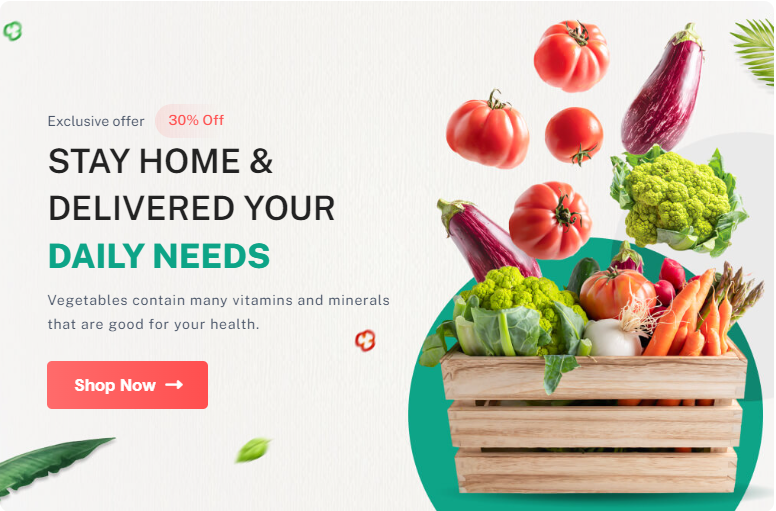 Exclusive offer 30% Off
STAY HOME &
DELIVERED YOUR
DAILY NEEDS
Vegetables contain many vitamins and minerals
that are good for your health.
Shop Now →